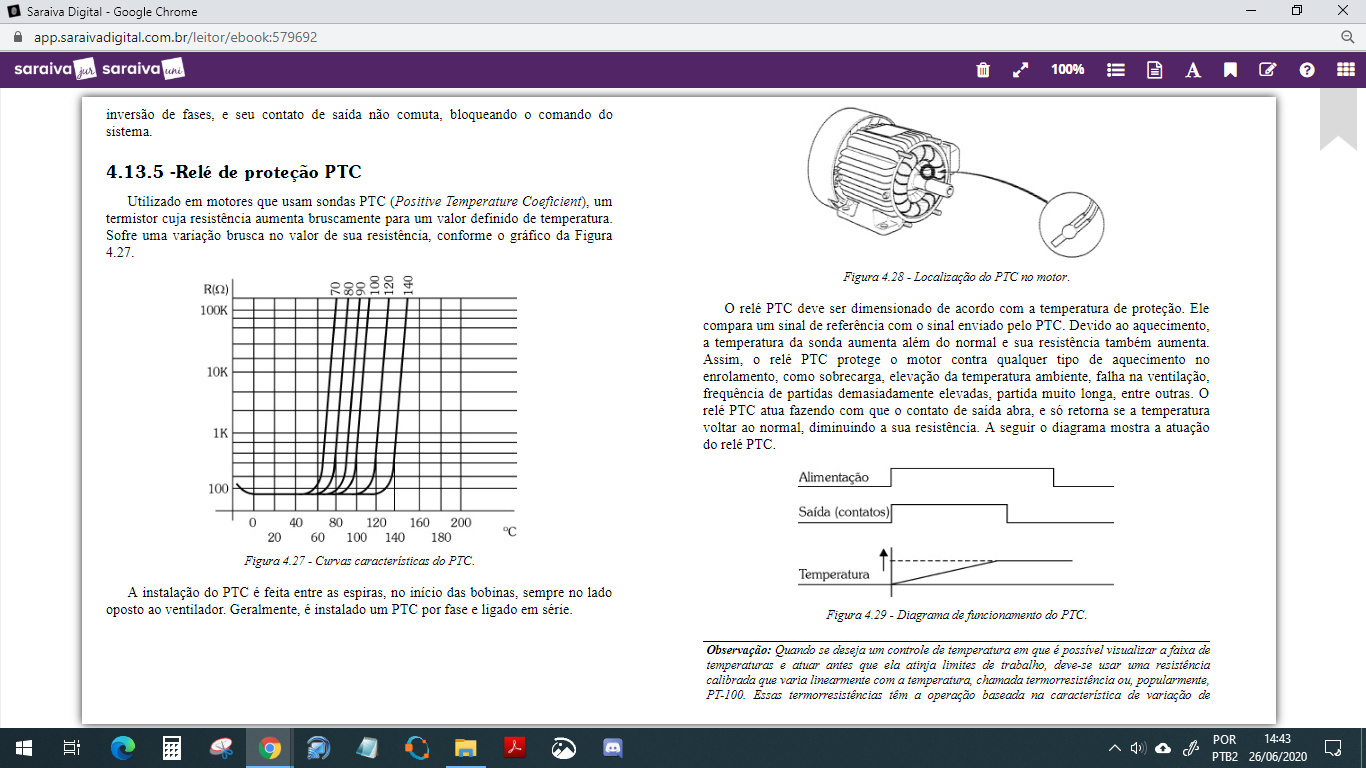 Saraiva Digital - Google Chrome
app.saraivadigital.com.br/leitor/ebook:579692
saraiva jur saraiva uni
100%
A
inversão de fases, e seu contato de saída não comuta, bloqueando o comando do
sistema.
4.13.5 -Relé de proteção PTC
Utilizado em motores que usam sondas PTC (Positive Temperature Coeficient), um
termistor cuja resistência aumenta bruscamente para um valor definido de temperatura.
Sofre uma variação brusca no valor de sua resistência, conforme o gráfico da Figura
4.27.
R(Ω)
70 80 90 100 130 140
100K
10K
1K
100
0 40 80 120 160 200
20 60 100 140 180
ºC
Figura 4.27 - Curvas características do PTC.
A instalação do PTC é feita entre as espiras, no início das bobinas, sempre no lado
oposto ao ventilador. Geralmente, é instalado um PTC por fase e ligado em série.
Figura 4.28 - Localização do PTC no motor.
O relé PTC deve ser dimensionado de acordo com a temperatura de proteção. Ele
compara um sinal de referência com o sinal enviado pelo PTC. Devido ao aquecimento,
a temperatura da sonda aumenta além do normal e sua resistência também aumenta.
Assim, o relé PTC protege o motor contra qualquer tipo de aquecimento no
enrolamento, como sobrecarga, elevação da temperatura ambiente, falha na ventilação,
frequência de partidas demasiadamente elevadas, partida muito longa, entre outras. O
relé PTC atua fazendo com que o contato de saída abra, e só retorna se a temperatura
voltar ao normal, diminuindo a sua resistência. A seguir o diagrama mostra a atuação
do relé PTC.
Alimentação
Saída (contatos)
Temperatura
Figura 4.29 - Diagrama de funcionamento do PTC.
Observação: Quando se deseja um controle de temperatura em que é possível visualizar a faixa de
temperaturas e atuar antes que ela atinja limites de trabalho, deve-se usar uma resistência
calibrada que varia linearmente com a temperatura, chamada termorresistência ou, popularmente,
PT-100. Essas termorresistências têm a operação baseada na característica de variação de
POR
PTB2
14:43
26/06/2020